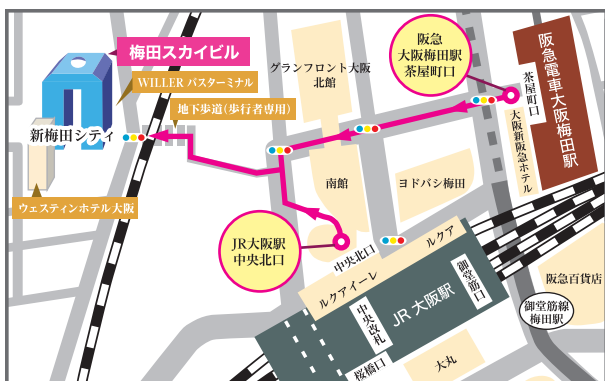 梅田スカイビル
WILLER バスターミナル
地下歩道(歩行者専用)
新梅田シティ
ウェスティンホテル大阪
グランフロント大阪
北館
阪急
大阪梅田駅
茶屋町口
阪急電車大阪梅田駅
茶屋町口
大阪新阪急ホテル
南館
ヨドバシ梅田
JR大阪駅
中央北口
中央北口
ルクア
ルクアイーレ
御堂筋口
中央改札
JR 大阪駅
桜橋口
大丸
阪急百貨店
御堂筋線
梅田駅